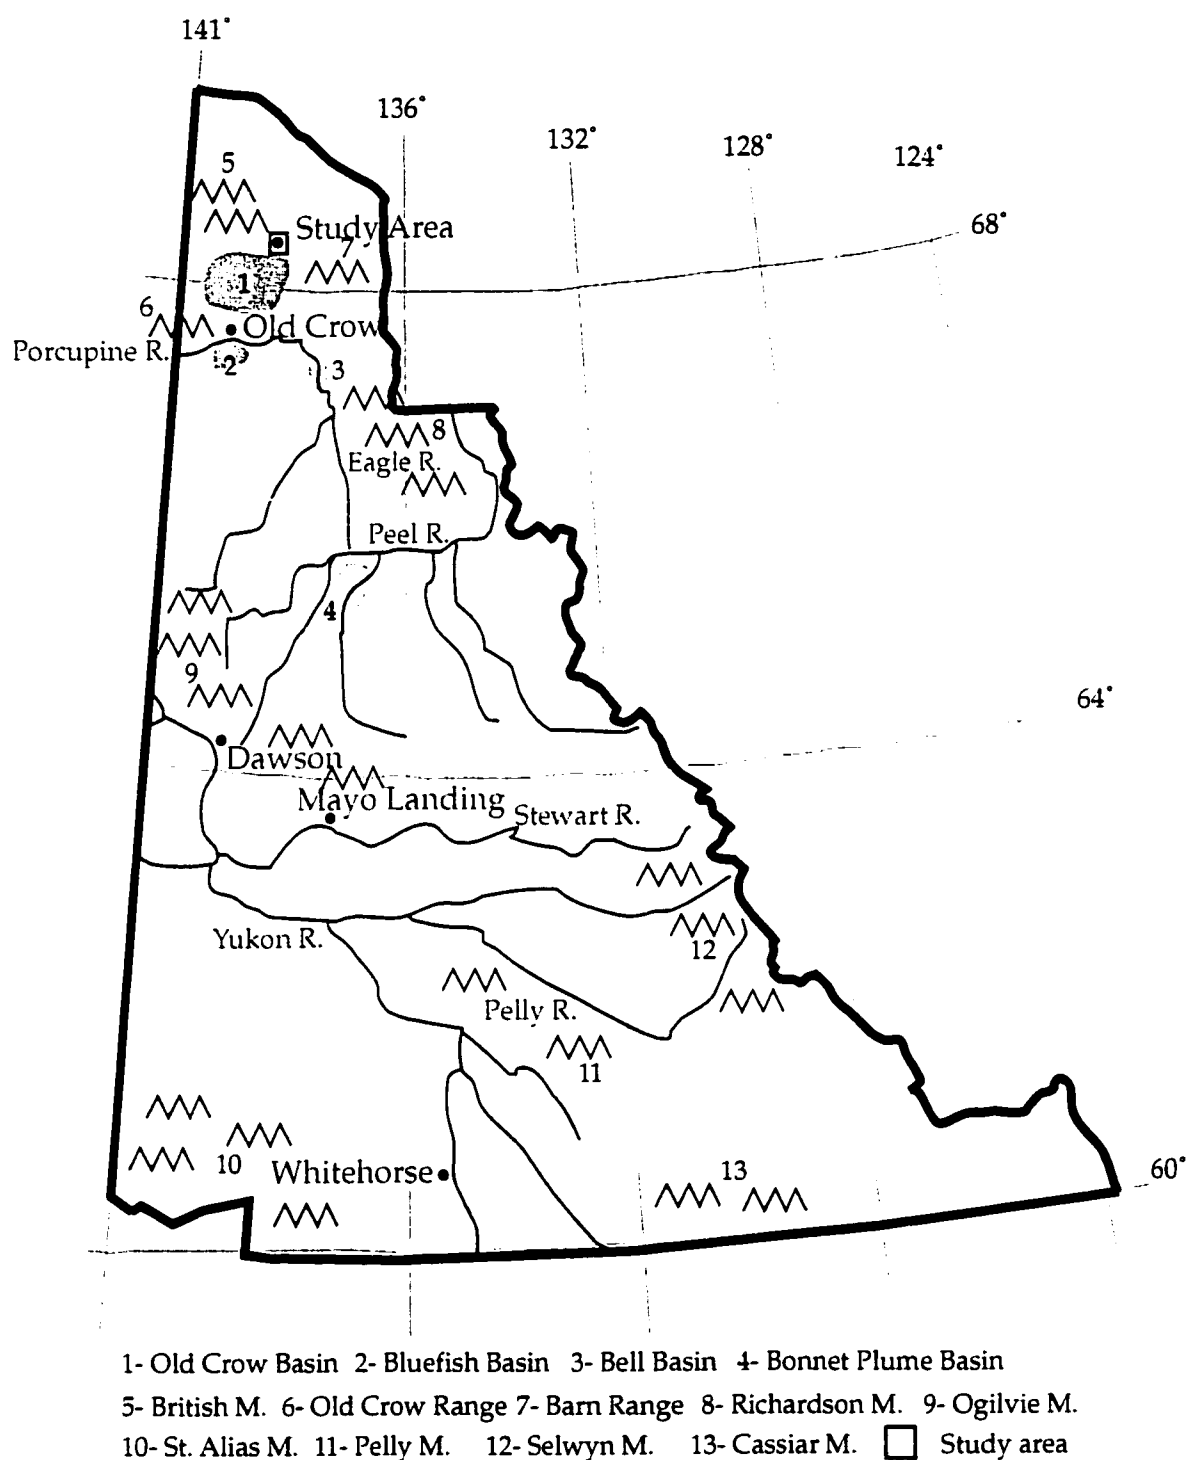 141°
136°
132°
128°
124°
5
Study Area
68°
7
1
6
Old Crow
Porcupine R.
2
3
8
Eagle R.
Peel R.
4
9
64°
Dawson
Mayo Landing
Stewart R.
Yukon R.
12
Pelly R.
11
10
Whitehorse
13
60°
1- Old Crow Basin 2- Bluefish Basin 3- Bell Basin 4- Bonnet Plume Basin
5- British M. 6- Old Crow Range 7- Barn Range 8- Richardson M. 9- Ogilvie M.
10- St. Alias M. 11- Pelly M. 12- Selwyn M. 13- Cassiar M. Study area